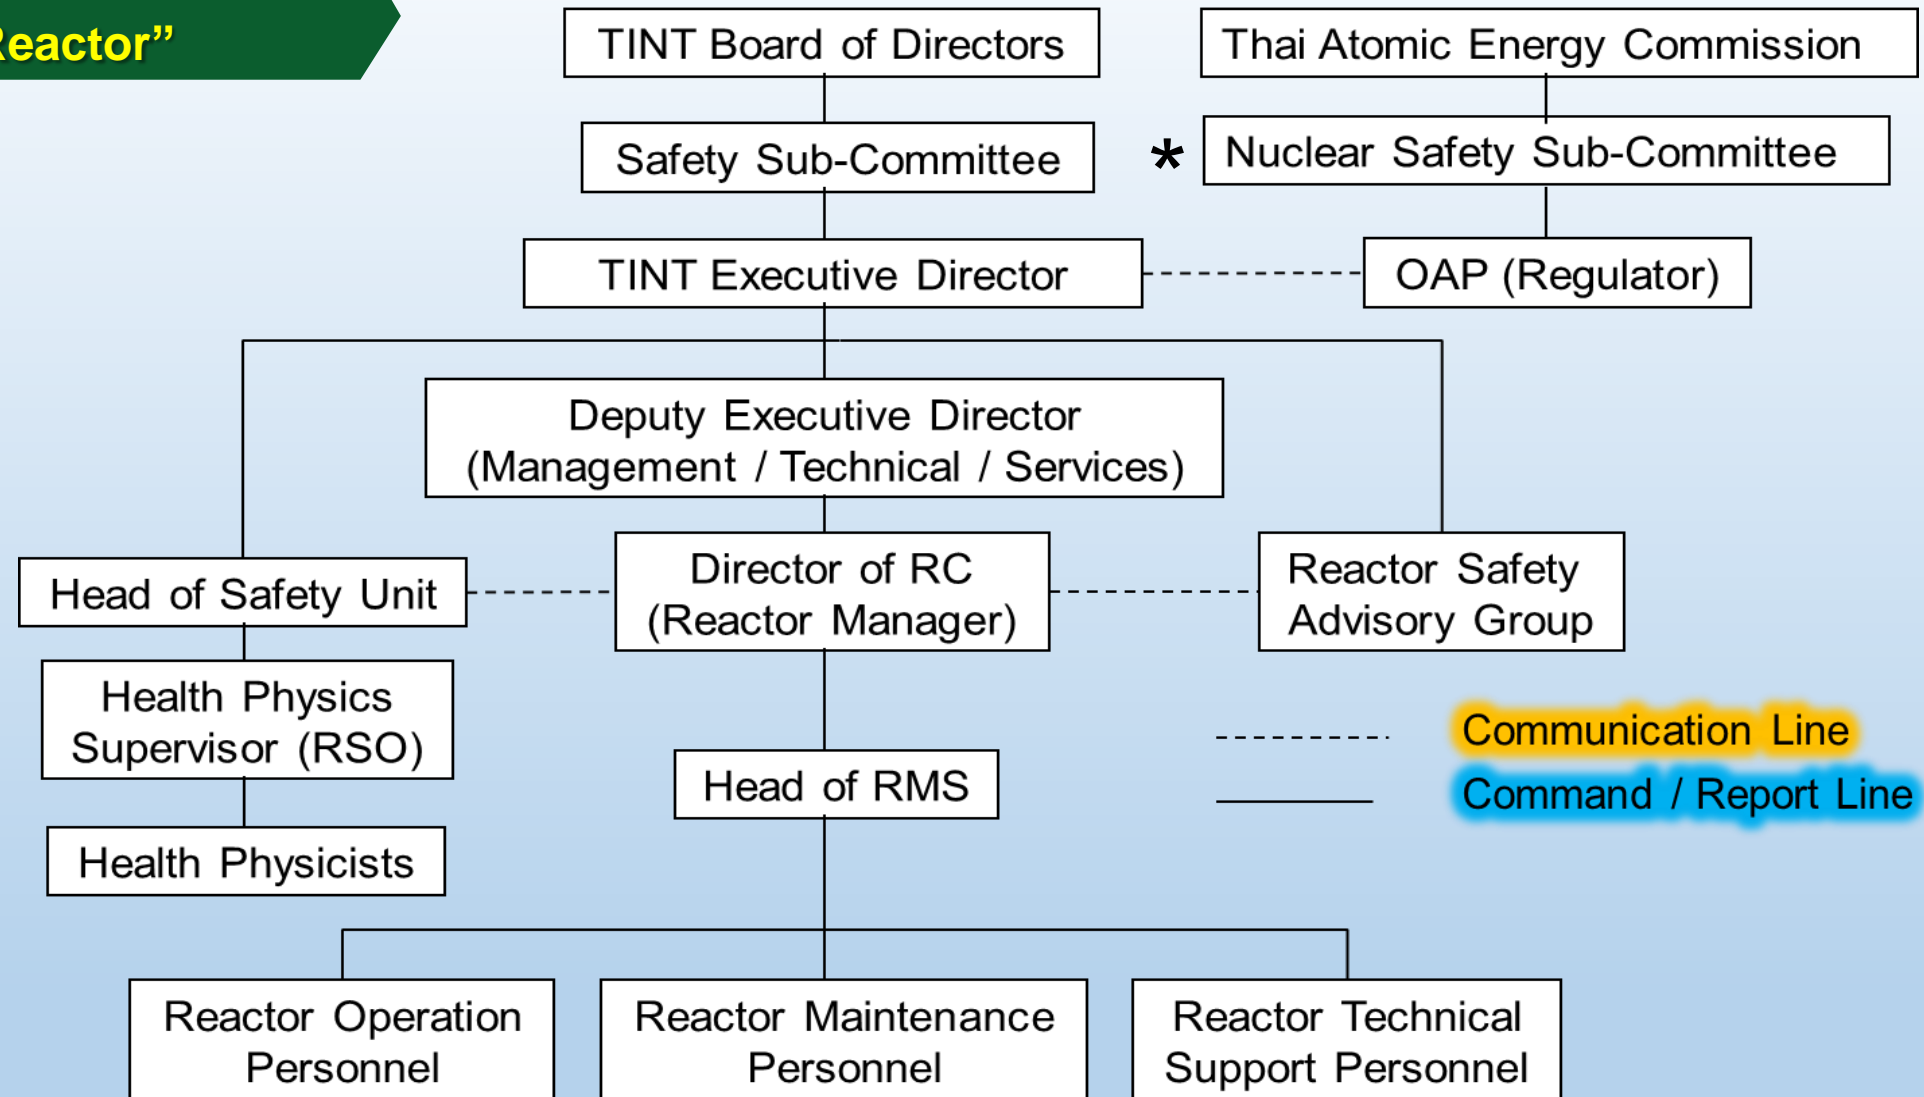 Reactor”
TINT Board of Directors
Thai Atomic Energy Commission
Safety Sub-Committee
* Nuclear Safety Sub-Committee
TINT Executive Director
OAP (Regulator)
Deputy Executive Director
(Management / Technical / Services)
Head of Safety Unit
Director of RC
(Reactor Manager)
Reactor Safety
Advisory Group
Health Physics
Supervisor (RSO)
Communication Line
Command / Report Line
Head of RMS
Health Physicists
Reactor Operation
Personnel
Reactor Maintenance
Personnel
Reactor Technical
Support Personnel